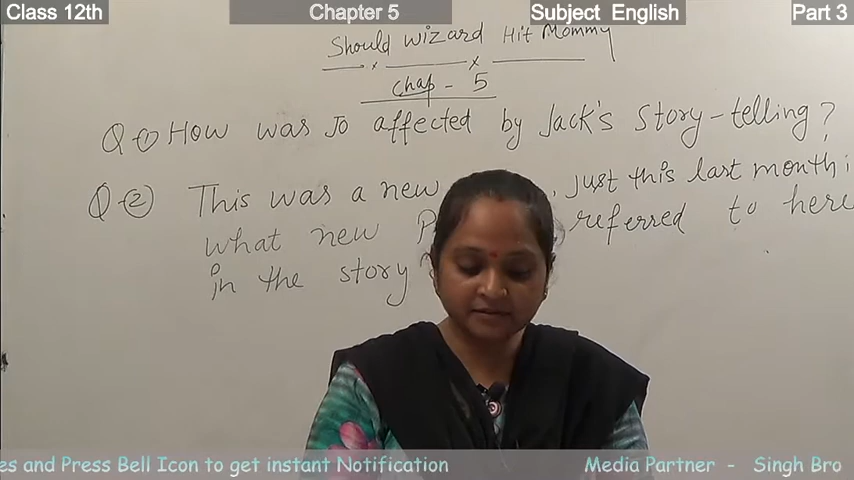 Class 12th Chapter 5 Subject English Part 3
Should wizard Hit Mommy
Chap - 5
Q ① How was Jo affected by Jack's Story-telling?
Q ② This was a new , just this last month i
what new referred to here
in the story
es and Press Bell Icon to get instant Notification Media Partner - Singh Bro